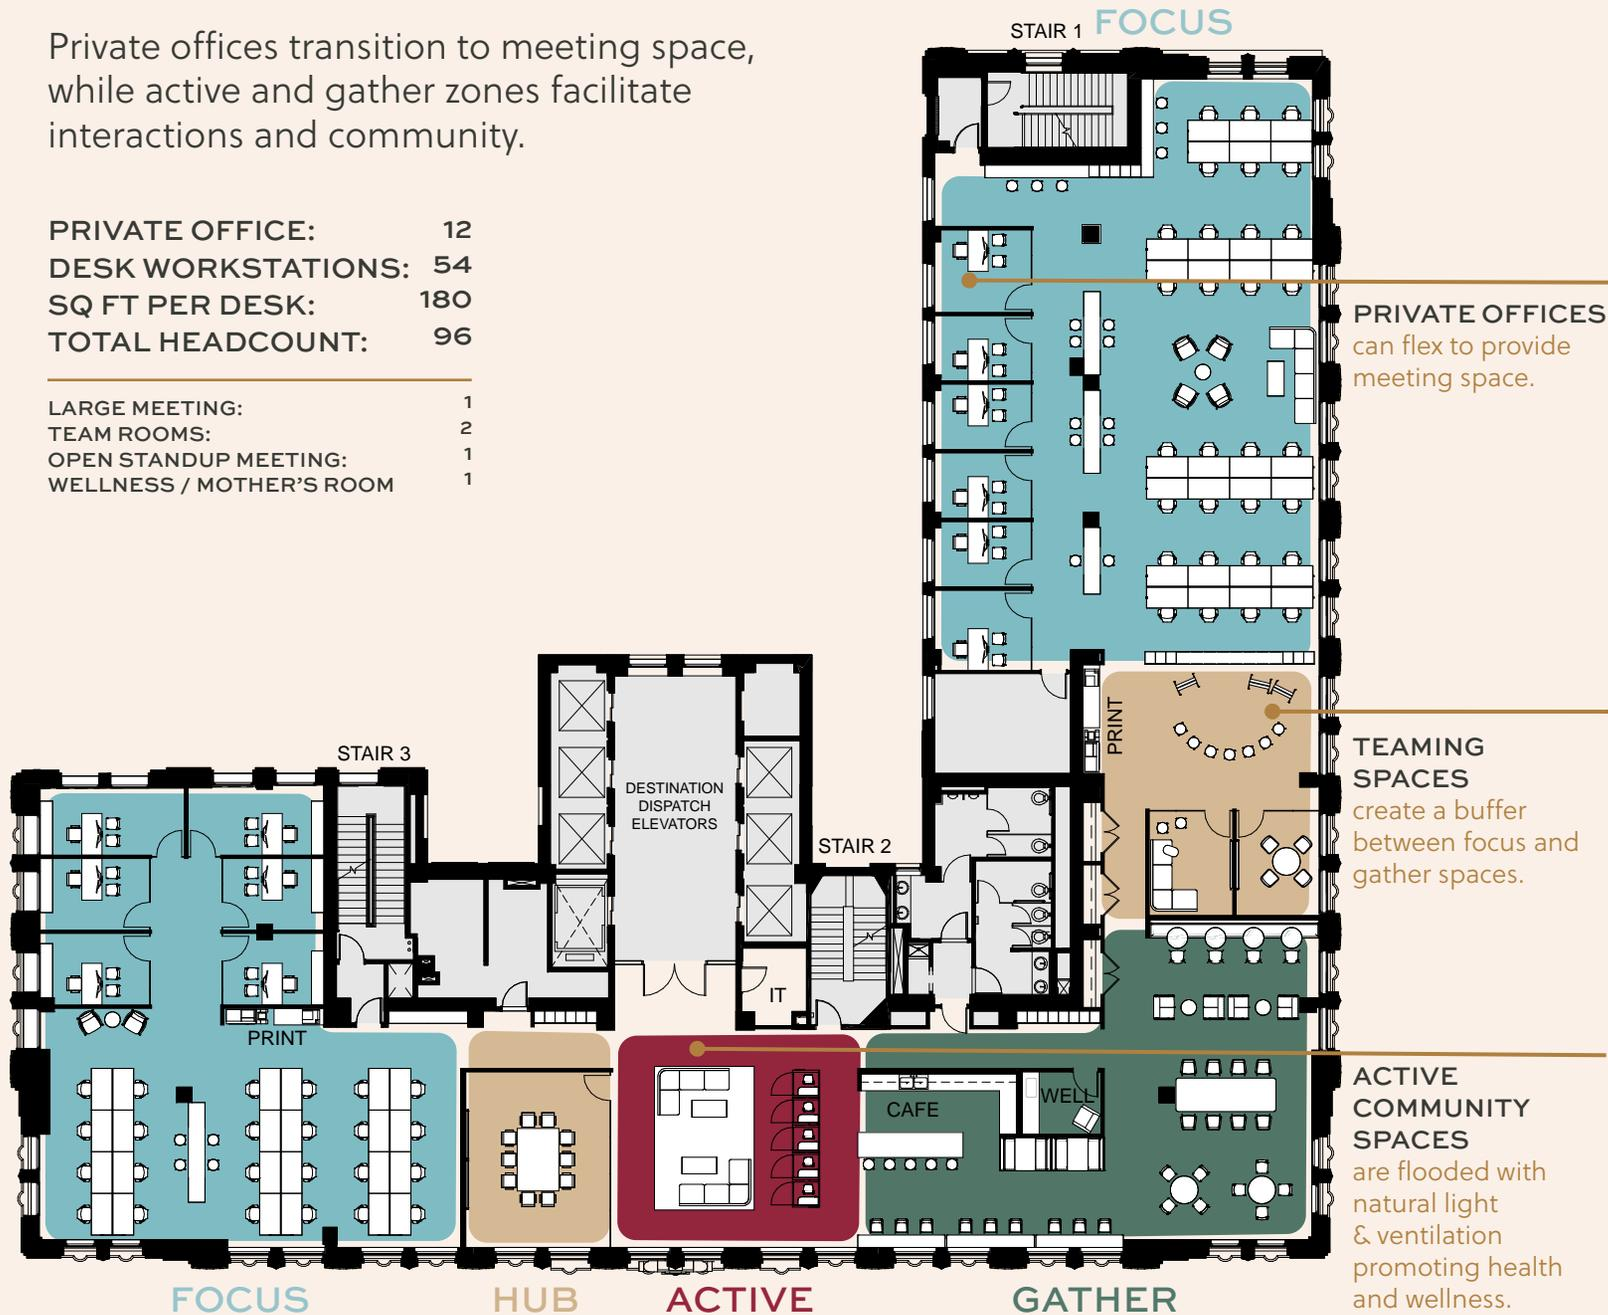 Private offices transition to meeting space,
while active and gather zones facilitate
interactions and community.
PRIVATE OFFICE: 12
DESK WORKSTATIONS: 54
SQ FT PER DESK: 180
TOTAL HEADCOUNT: 96
LARGE MEETING: 1
TEAM ROOMS: 2
OPEN STANDUP MEETING: 1
WELLNESS / MOTHER'S ROOM 1
STAIR 1
FOCUS
PRIVATE OFFICES
can flex to provide
meeting space.
PRINT
TEAMING
SPACES
create a buffer
between focus and
gather spaces.
STAIR 3
DESTINATION
DISPATCH
ELEVATORS
STAIR 2
IT
PRINT
CAFE
WELL
ACTIVE
COMMUNITY
SPACES
are flooded with
natural light
& ventilation
promoting health
and wellness.
FOCUS
HUB
ACTIVE
GATHER